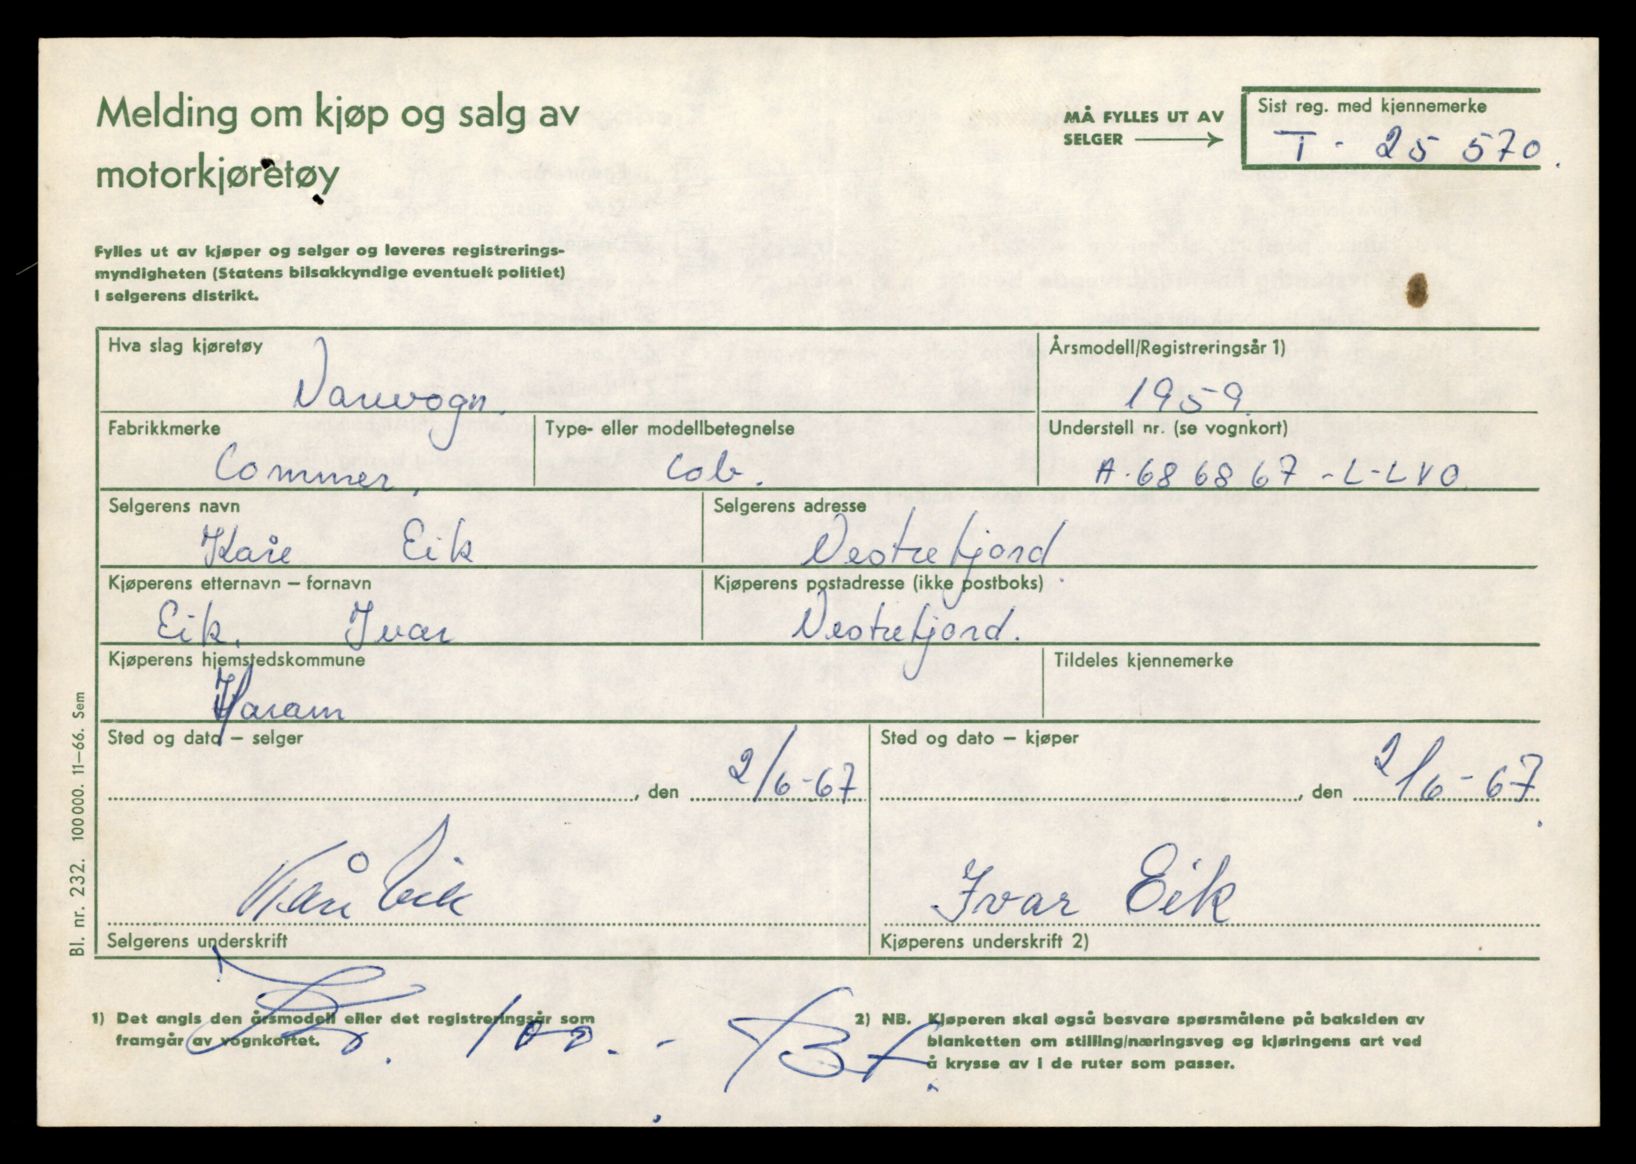 Melding om kjøp og salg av
motorkjøretøy
MÅ FYLLES UT AV
SELGER
Sist reg. med kjennemerke
T - 25 570.
Fylles ut av kjøper og selger og leveres registrerings-
myndigheten (Statens bilsakkyndige eventuelt politiet)
i selgerens distrikt.
Hva slag kjøretøy
Varevogn.
Årsmodell/Registreringsår 1)
1959
Fabrikkmerke
Commer.
Type- eller modellbetegnelse
Cob.
Understell nr. (se vognkort)
A.686867-L-LVO.
Selgerens navn
Kåre Eik
Selgerens adresse
Vestrefjord.
Kjøperens etternavn – fornavn
Eik, Ivar
Kjøperens postadresse (ikke postboks)
Vestrefjord.
Kjøperens hjemstedskommune
Haram
Tildeles kjennemerke
Sted og dato – selger
, den 2/6-67
Sted og dato – kjøper
, den 2/6-67.
Kåre Eik
Selgerens underskrift
Ivar Eik
Kjøperens underskrift 2)
1) Det angis den årsmodell eller det registreringsår som
framgår av vognkortet.
Kr. 100.-
2) NB. Kjøperen skal også besvare spørsmålene på baksiden av
blanketten om stilling/næringsveg og kjøringens art ved
å krysse av i de ruter som passer.
Bl. nr. 232. 100 000. 11–66. Sem